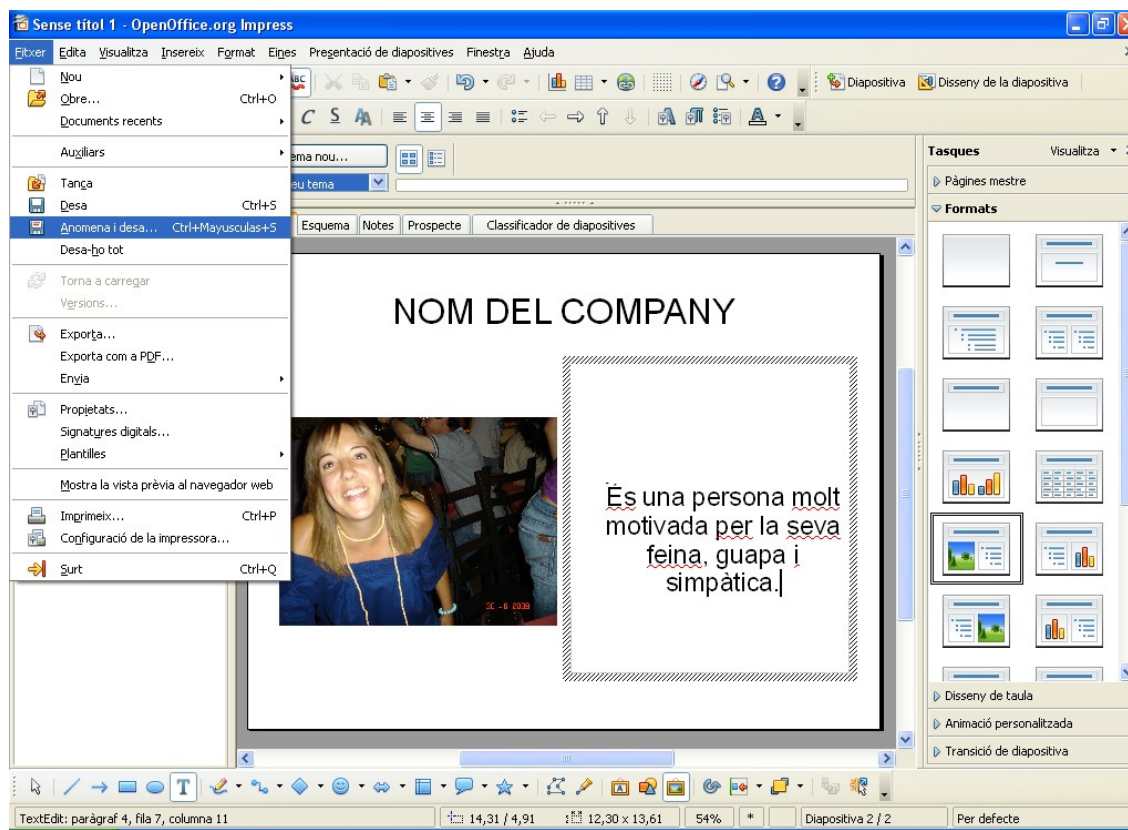 Sense títol 1 - OpenOffice.org Impress
Fitxer Edita Visualitza Insereix Format Eines Presentació de diapositives Finestra Ajuda
Nou
Obre... Ctrl+O
Documents recents
Auxiliars
Tanca
Desa Ctrl+S
Anomena i desa... Ctrl+Mayusculas+S
Desa-ho tot
Torna a carregar
Versions...
Exporta...
Exporta com a PDF...
Envia
Propietats...
Signatures digitals...
Plantilles
Mostra la vista prèvia al navegador web
Imprimeix... Ctrl+P
Configuració de la impressora...
Surt Ctrl+Q
ABC
Diapositiva Disseny de la diapositiva
C S A
A
nou...
tema
Esquema Notes Prospecte Classificador de diapositives
NOM DEL COMPANY
És una persona molt
motivada per la seva
feina, guapa i
simpàtica.
Tasques Visualitza
Pàgines mestre
Formats
Disseny de taula
Animació personalitzada
Transició de diapositiva
T
TextEdit: paràgraf 4, fila 7, columna 11 14,31 / 4,91 12,30 x 13,61 54% * Diapositiva 2 / 2 Per defecte